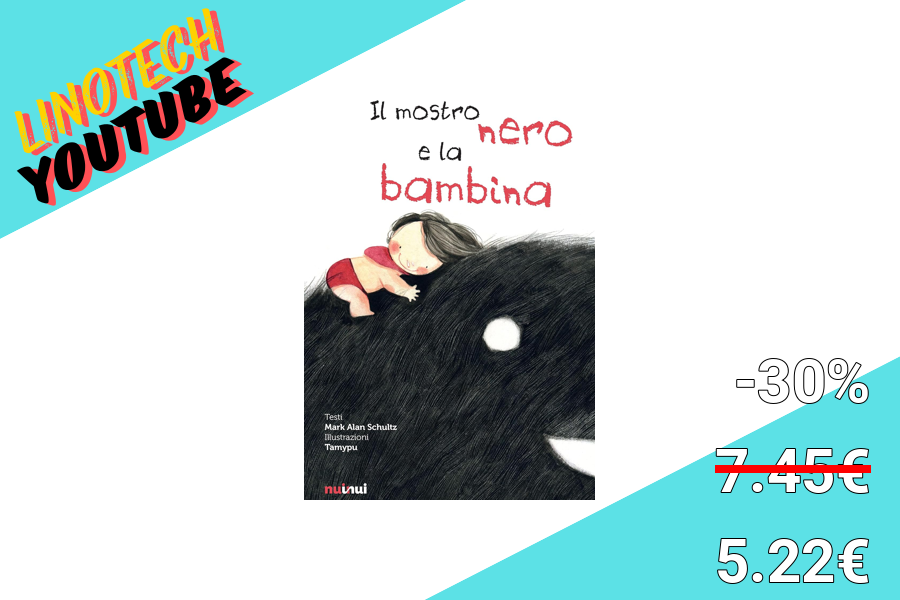 LINOTECH
YOUTUBE
Il mostro
nero
e la
bambina
Testi
Mark Alan Schultz
Illustrazioni
Tamypu
nuinui
-30%
7.45€
5.22€